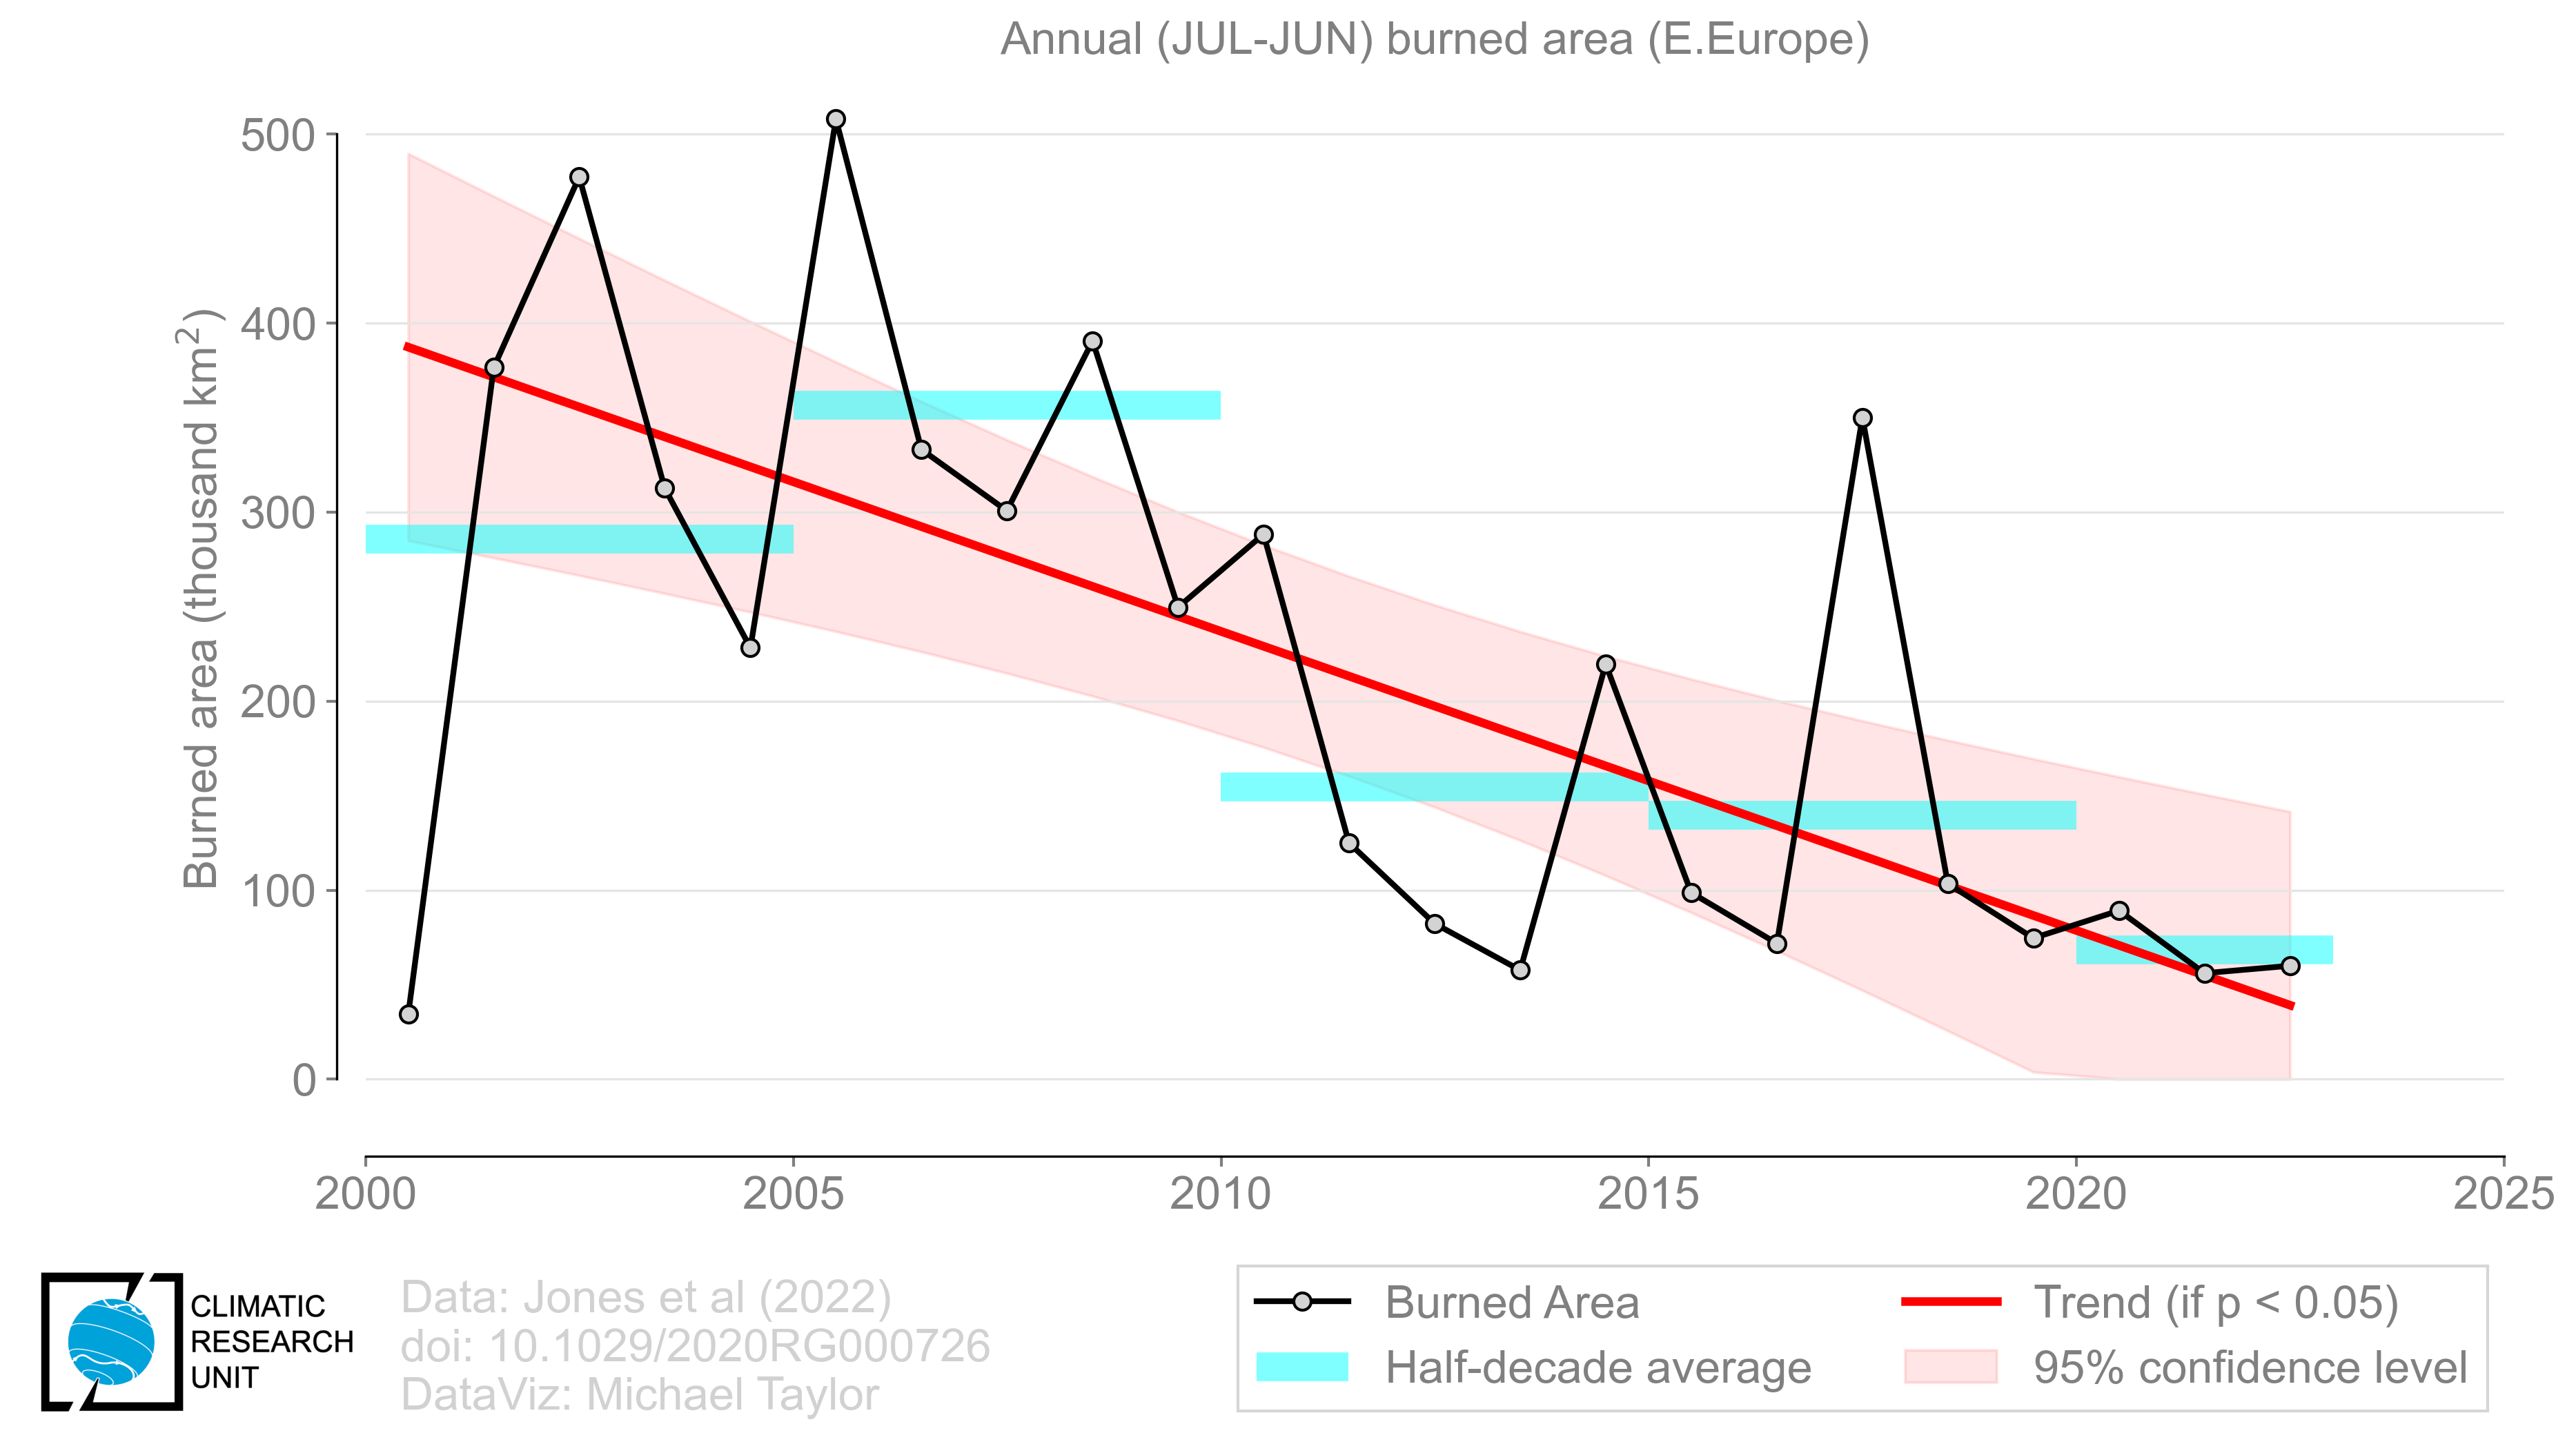 Annual (JUL-JUN) burned area (E.Europe)
Burned area (thousand km²)
500
400
300
200
100
0
2000 2005 2010 2015 2020 2025
CLIMATIC
RESEARCH
UNIT
Data: Jones et al (2022)
doi: 10.1029/2020RG000726
DataViz: Michael Taylor
Burned Area
Half-decade average
Trend (if p < 0.05)
95% confidence level